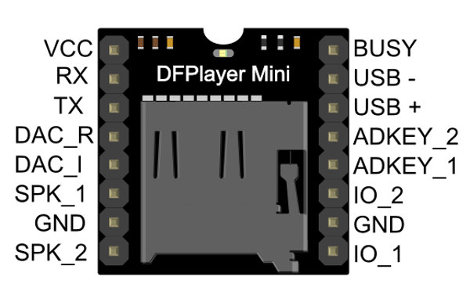 DFPlayer Mini
VCC
RX
TX
DAC_R
DAC_I
SPK_1
GND
SPK_2
BUSY
USB -
USB +
ADKEY_2
ADKEY_1
IO_2
GND
IO_1